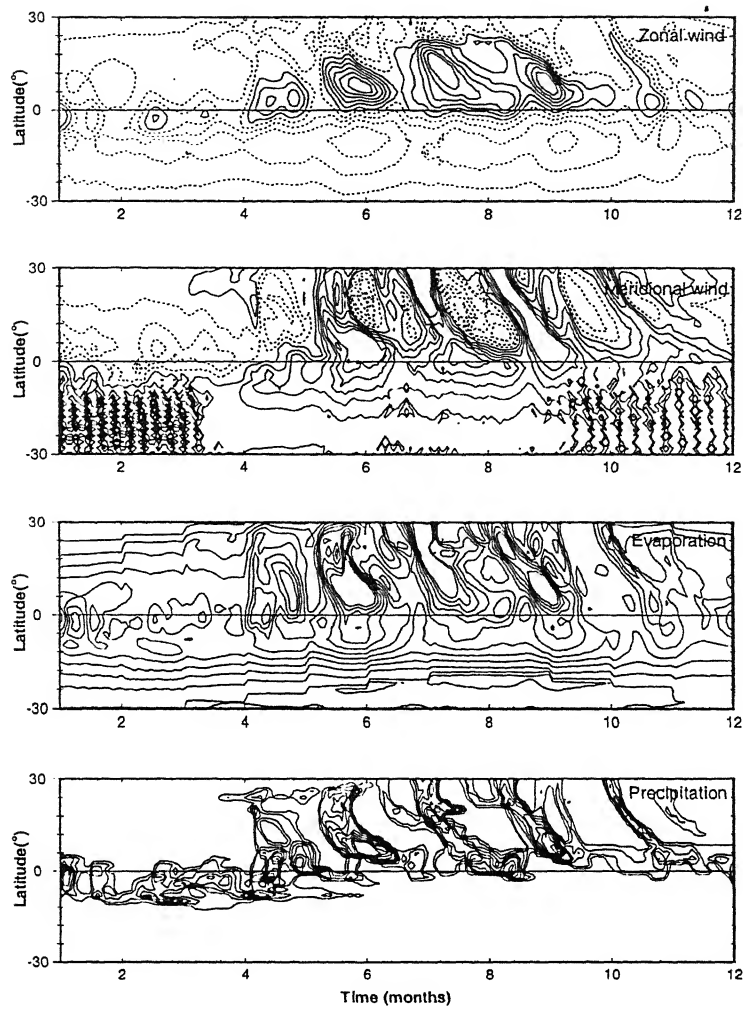 30
Zonal wind
Latitude(°)
0
-30
2 4 6 8 10 12
30
Meridional wind
Latitude(°)
0
-30
2 4 6 8 10 12
30
Evaporation
Latitude(°)
0
-30
2 4 6 8 10 12
30
Precipitation
Latitude(°)
0
-30
2 4 6 8 10 12
Time (months)